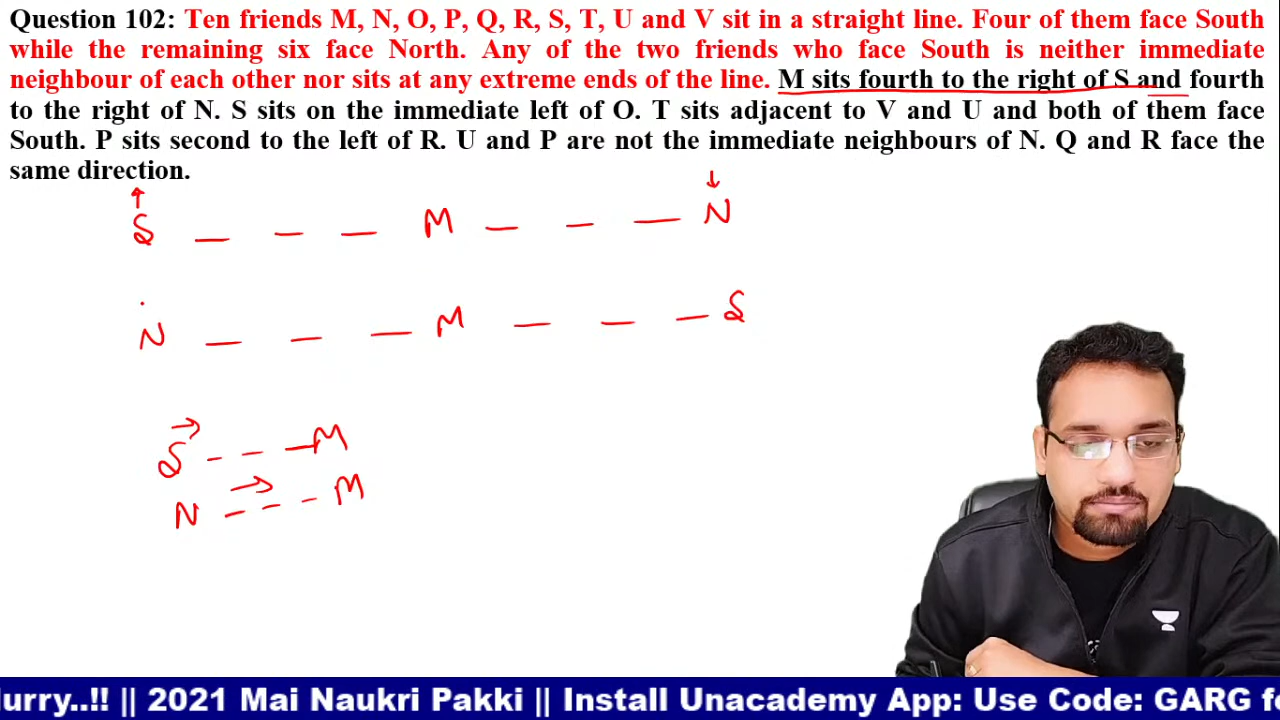 Question 102: Ten friends M, N, O, P, Q, R, S, T, U and V sit in a straight line. Four of them face South
while the remaining six face North. Any of the two friends who face South is neither immediate
neighbour of each other nor sits at any extreme ends of the line. M sits fourth to the right of S and fourth
to the right of N. S sits on the immediate left of O. T sits adjacent to V and U and both of them face
South. P sits second to the left of R. U and P are not the immediate neighbours of N. Q and R face the
same direction.
S _ _ _ M _ _ _ N
N _ _ _ M _ _ _ S
S _ _ _ M
N _ _ _ M
urry..!! || 2021 Mai Naukri Pakki || Install Unacademy App: Use Code: GARG f